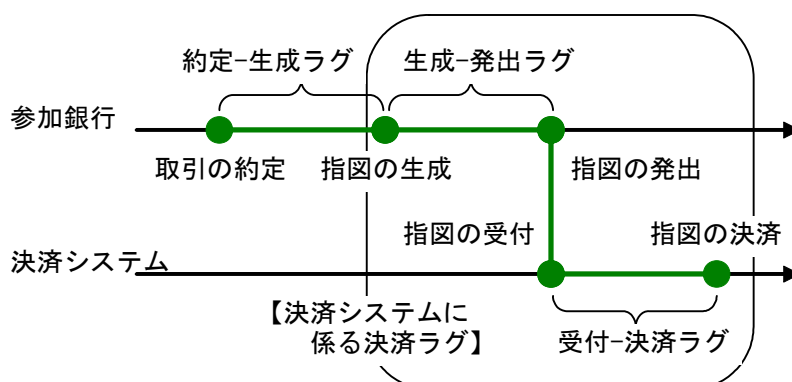 約定−生成ラグ
生成−発出ラグ
参加銀行
取引の約定
指図の生成
指図の発出
指図の受付
指図の決済
決済システム
【決済システムに
係る決済ラグ】
受付−決済ラグ